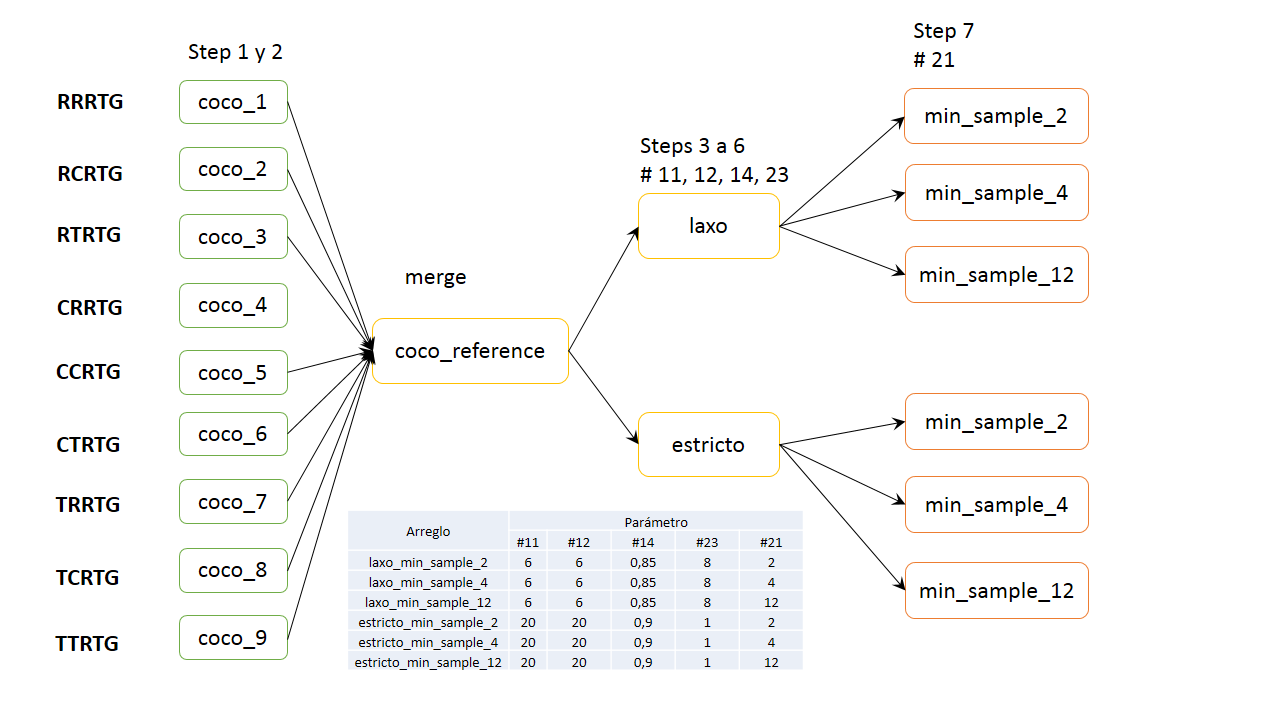 Step 1 y 2
RRRTG
coco_1
RCRTG
coco_2
RTRTG
coco_3
CRRTG
coco_4
CCRTG
coco_5
CTRTG
coco_6
TRRTG
coco_7
TCRTG
coco_8
TTRTG
coco_9
merge
coco_reference
Steps 3 a 6
# 11, 12, 14, 23
laxo
estricto
Step 7
# 21
min_sample_2
min_sample_4
min_sample_12
min_sample_2
min_sample_4
min_sample_12
Arreglo Parámetro
#11 #12 #14 #23 #21
laxo_min_sample_2 6 6 0,85 8 2
laxo_min_sample_4 6 6 0,85 8 4
laxo_min_sample_12 6 6 0,85 8 12
estricto_min_sample_2 20 20 0,9 1 2
estricto_min_sample_4 20 20 0,9 1 4
estricto_min_sample_12 20 20 0,9 1 12